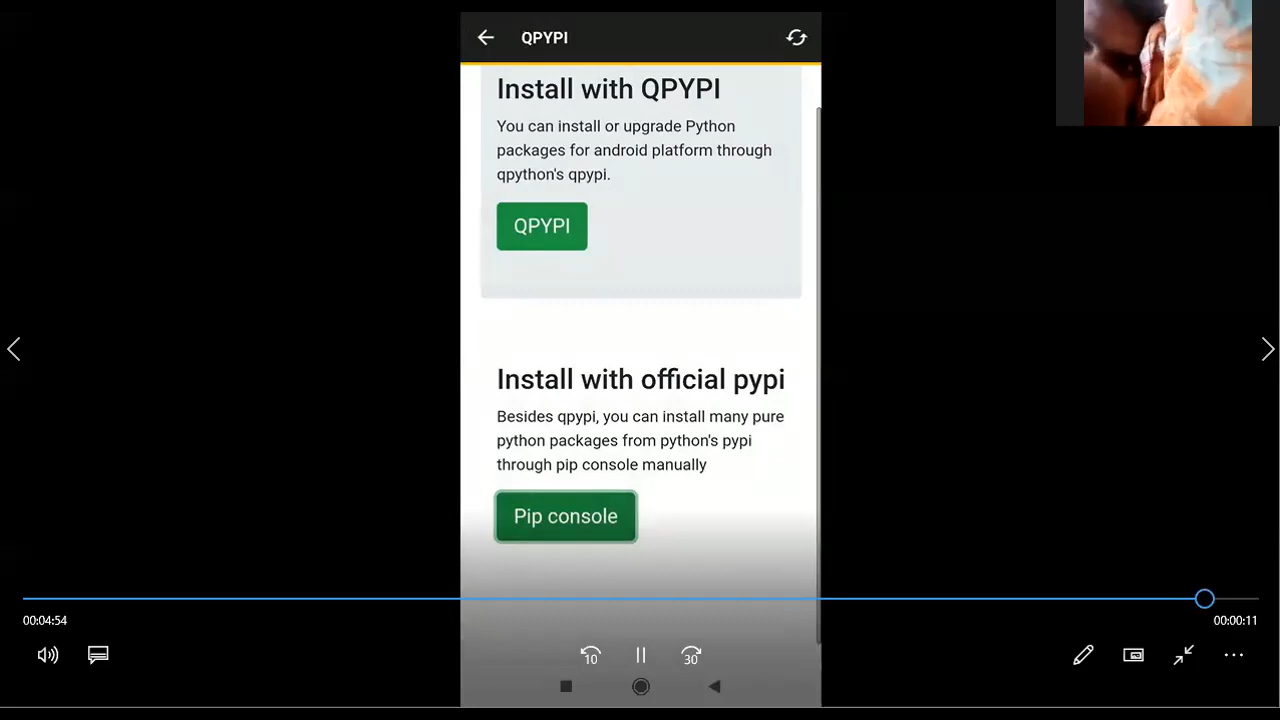 QPYPI
Install with QPYPI
You can install or upgrade Python
packages for android platform through
qpython's qpypi.
QPYPI
Install with official pypi
Besides qpypi, you can install many pure
python packages from python's pypi
through pip console manually
Pip console
00:04:54
00:00:11
10
30